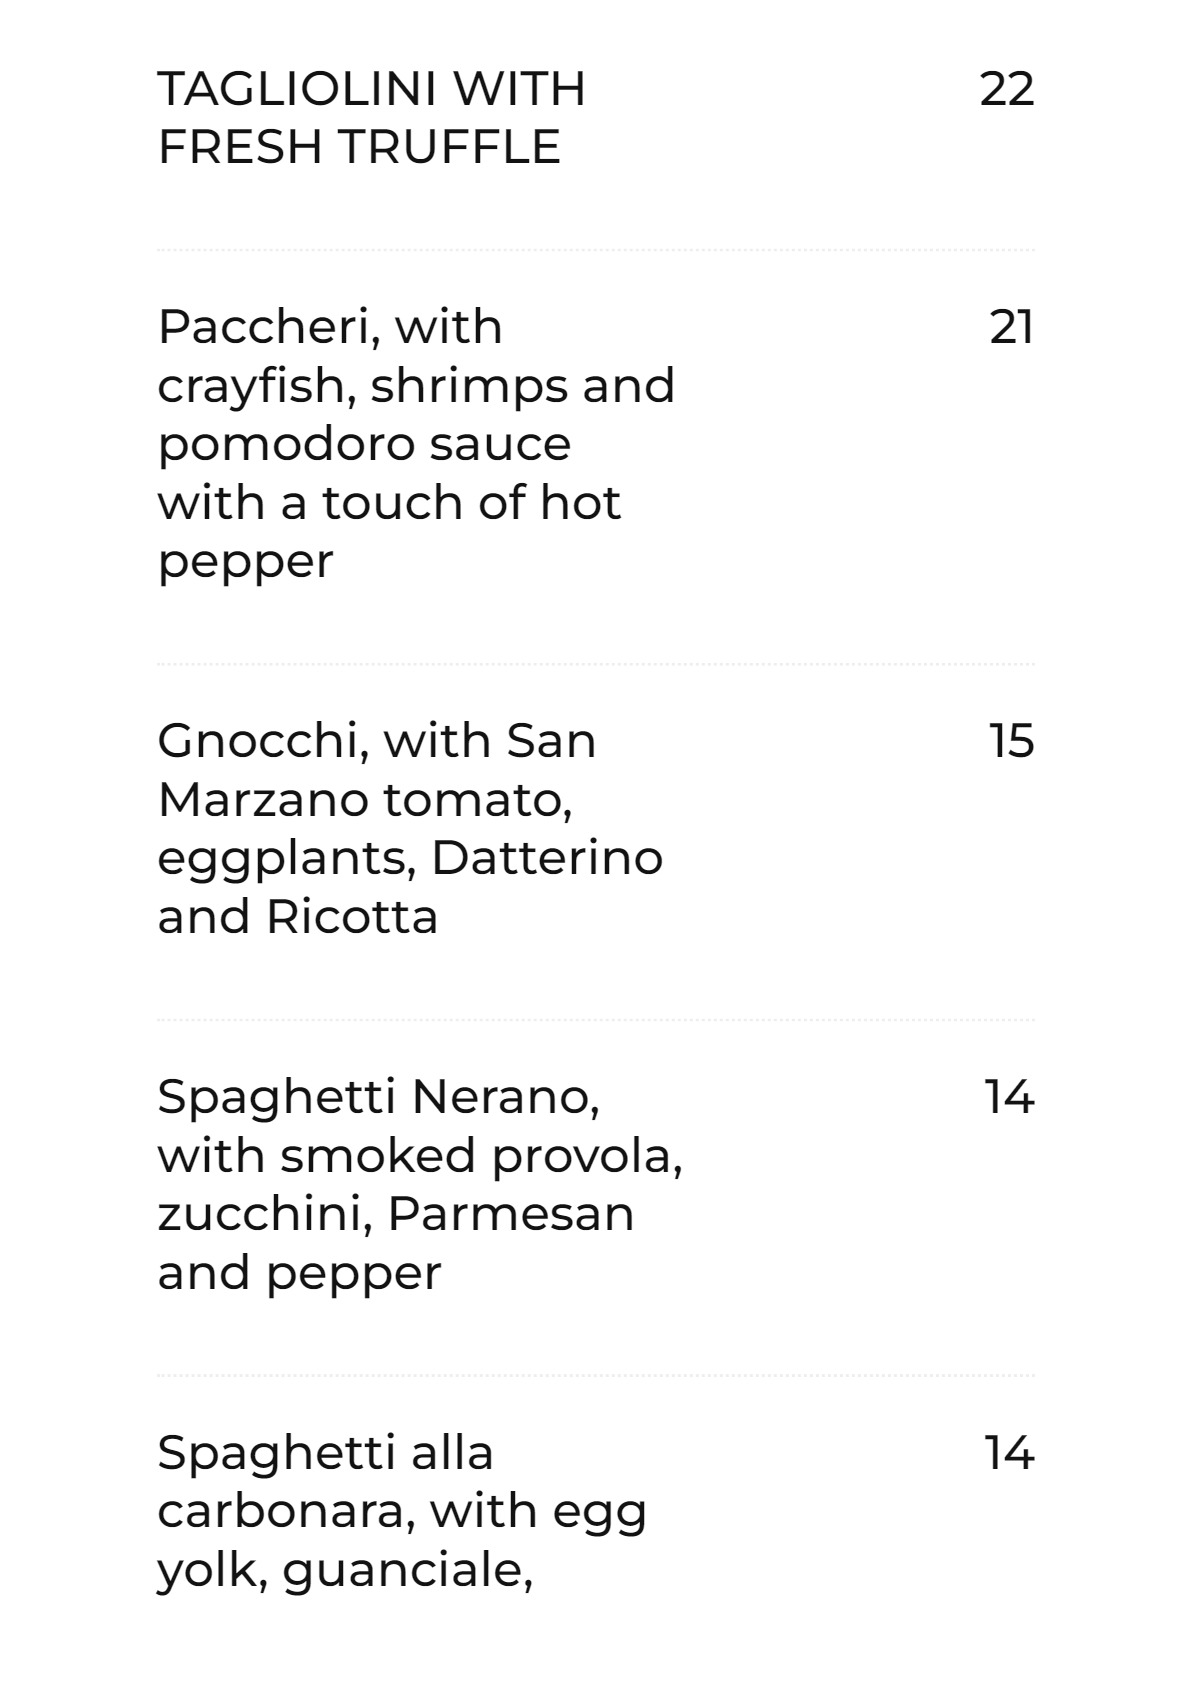 TAGLIOLINI WITH 22
FRESH TRUFFLE
Paccheri, with 21
crayfish, shrimps and
pomodoro sauce
with a touch of hot
pepper
Gnocchi, with San 15
Marzano tomato,
eggplants, Datterino
and Ricotta
Spaghetti Nerano, 14
with smoked provola,
zucchini, Parmesan
and pepper
Spaghetti alla 14
carbonara, with egg
yolk, guanciale,